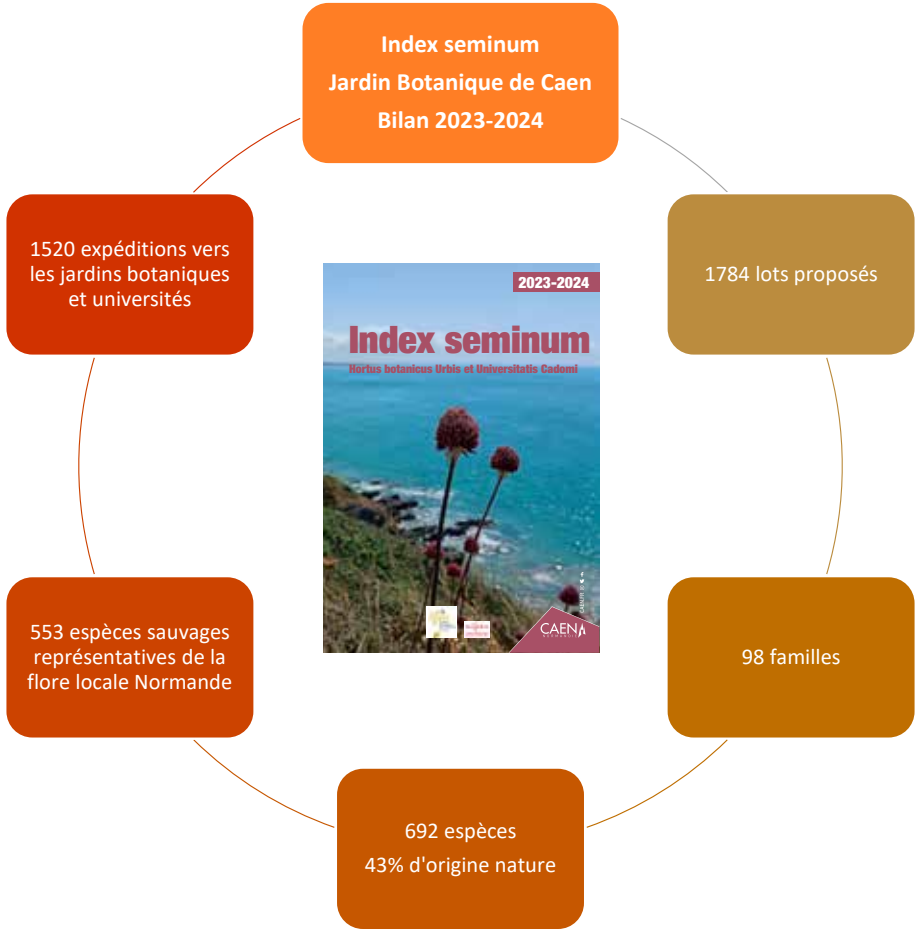 Index seminum
Jardin Botanique de Caen
Bilan 2023-2024
1784 lots proposés
98 familles
692 espèces
43% d'origine nature
553 espèces sauvages
représentatives de la
flore locale Normande
1520 expéditions vers
les jardins botaniques
et universités
2023-2024
Index seminum
Hortus botanicus Urbis et Universitatis Cadomi
CAEN